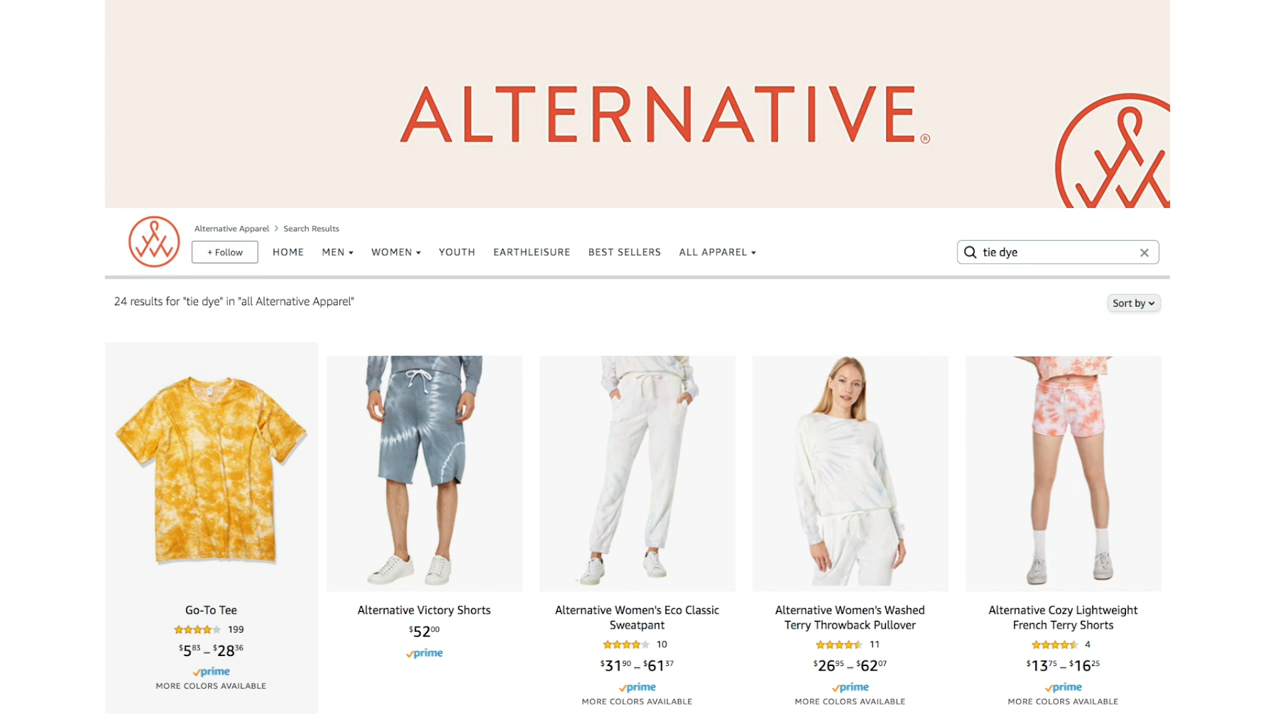 ALTERNATIVE®
Alternative Apparel > Search Results
+ Follow
HOME
MEN
WOMEN
YOUTH
EARTHLEISURE
BEST SELLERS
ALL APPAREL
tie dye
24 results for "tie dye" in "all Alternative Apparel"
Sort by
Go-To Tee
199
$5.83 – $28.36
prime
MORE COLORS AVAILABLE
Alternative Victory Shorts
$52.00
prime
Alternative Women's Eco Classic
Sweatpant
10
$31.90 – $61.37
prime
MORE COLORS AVAILABLE
Alternative Women's Washed
Terry Throwback Pullover
11
$26.95 – $62.07
prime
MORE COLORS AVAILABLE
Alternative Cozy Lightweight
French Terry Shorts
4
$13.75 – $16.25
prime
MORE COLORS AVAILABLE